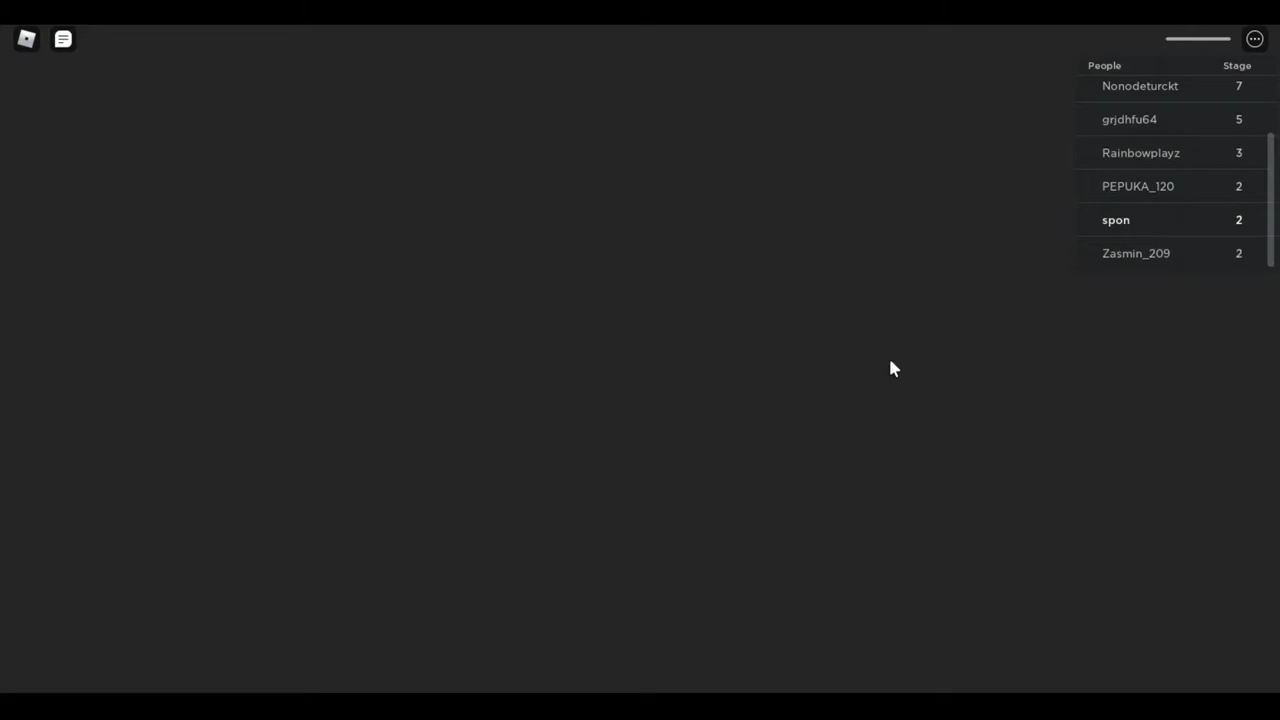 People Stage
Nonodeturckt 7
grjdhfu64 5
Rainbowplayz 3
PEPUKA_120 2
spon 2
Zasmin_209 2